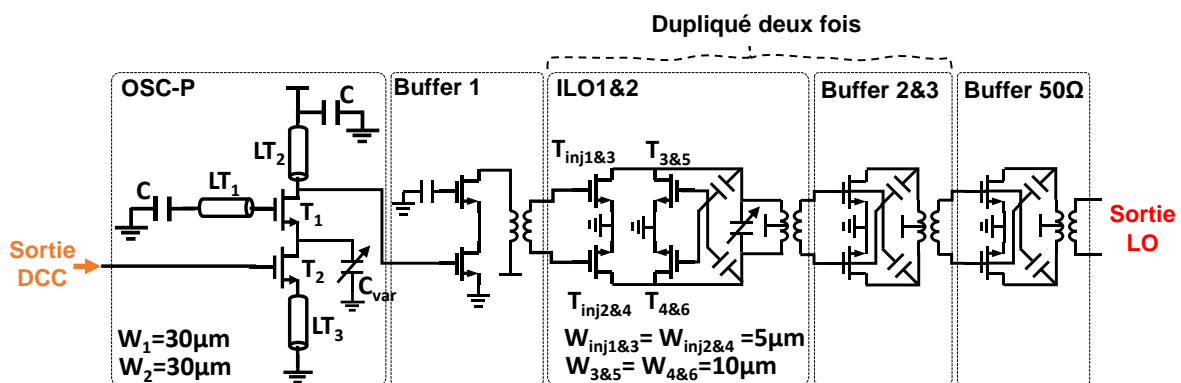 Dupliqué deux fois
OSC-P
Buffer 1
ILO1&2
Buffer 2&3
Buffer 50Ω
C
LT₂
C
LT₁
T₁
T₂
Cvar
LT₃
Sortie
DCC
W₁=30µm
W₂=30µm
Tinj1&3
T3&5
Tinj2&4
T4&6
Winj1&3= Winj2&4 =5µm
W3&5= W4&6=10µm
Sortie
LO